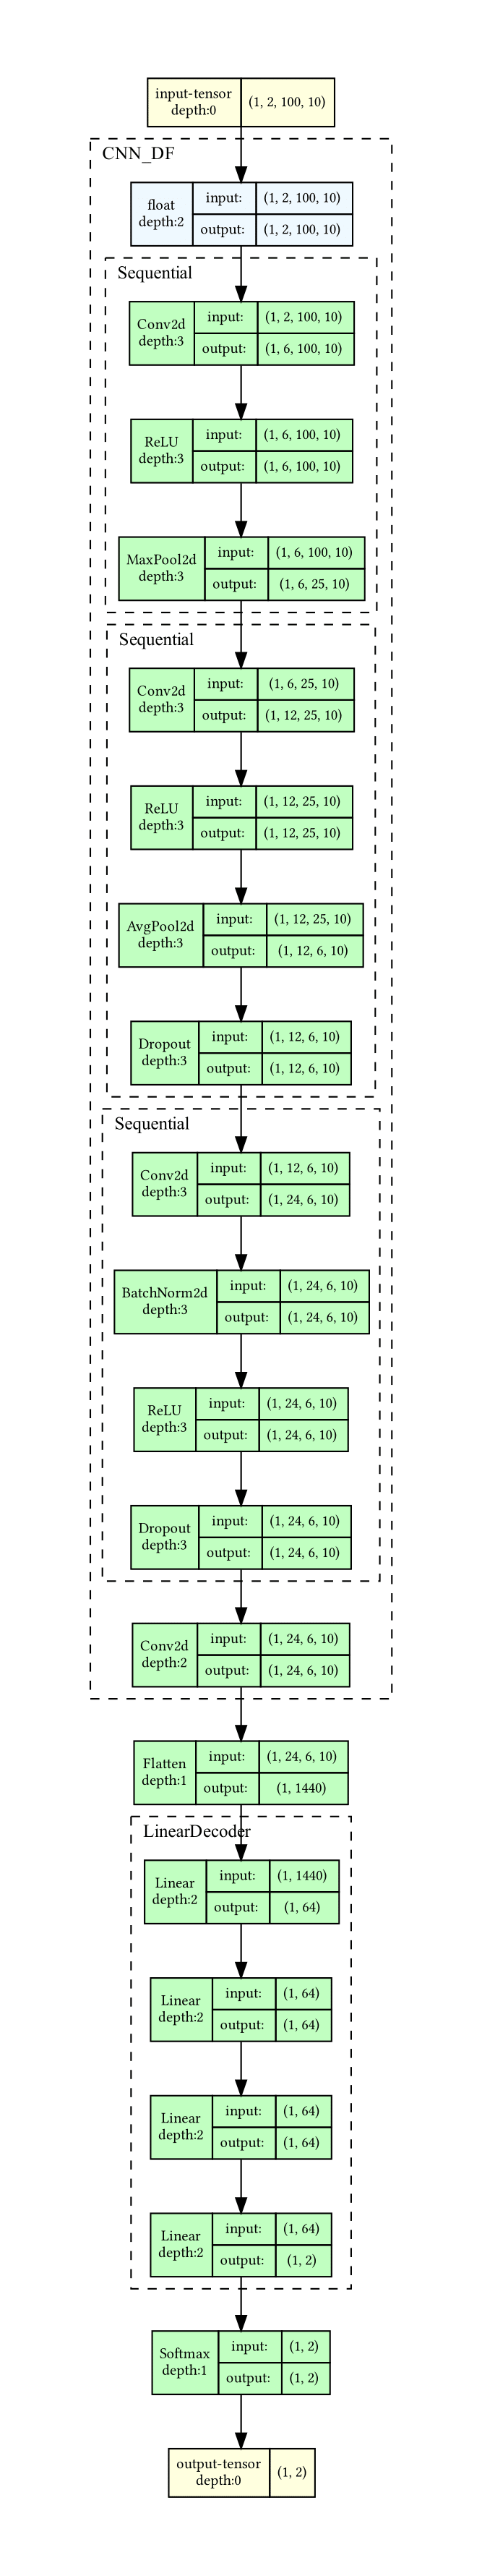 input-tensor
depth:0
(1, 2, 100, 10)
CNN_DF
float
depth:2
input:
(1, 2, 100, 10)
output:
(1, 2, 100, 10)
Sequential
Conv2d
depth:3
input:
(1, 2, 100, 10)
output:
(1, 6, 100, 10)
ReLU
depth:3
input:
(1, 6, 100, 10)
output:
(1, 6, 100, 10)
MaxPool2d
depth:3
input:
(1, 6, 100, 10)
output:
(1, 6, 25, 10)
Sequential
Conv2d
depth:3
input:
(1, 6, 25, 10)
output:
(1, 12, 25, 10)
ReLU
depth:3
input:
(1, 12, 25, 10)
output:
(1, 12, 25, 10)
AvgPool2d
depth:3
input:
(1, 12, 25, 10)
output:
(1, 12, 6, 10)
Dropout
depth:3
input:
(1, 12, 6, 10)
output:
(1, 12, 6, 10)
Sequential
Conv2d
depth:3
input:
(1, 12, 6, 10)
output:
(1, 24, 6, 10)
BatchNorm2d
depth:3
input:
(1, 24, 6, 10)
output:
(1, 24, 6, 10)
ReLU
depth:3
input:
(1, 24, 6, 10)
output:
(1, 24, 6, 10)
Dropout
depth:3
input:
(1, 24, 6, 10)
output:
(1, 24, 6, 10)
Conv2d
depth:2
input:
(1, 24, 6, 10)
output:
(1, 24, 6, 10)
Flatten
depth:1
input:
(1, 24, 6, 10)
output:
(1, 1440)
LinearDecoder
Linear
depth:2
input:
(1, 1440)
output:
(1, 64)
Linear
depth:2
input:
(1, 64)
output:
(1, 64)
Linear
depth:2
input:
(1, 64)
output:
(1, 64)
Linear
depth:2
input:
(1, 64)
output:
(1, 2)
Softmax
depth:1
input:
(1, 2)
output:
(1, 2)
output-tensor
depth:0
(1, 2)